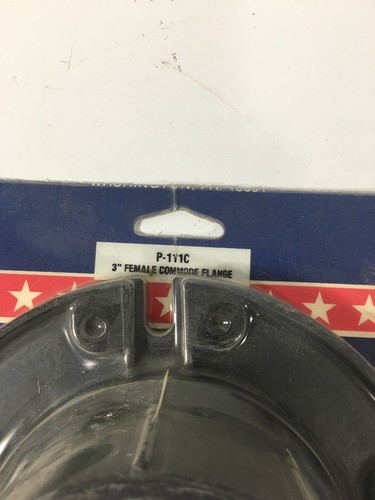 P-111C
3" FEMALE COMMODE FLANGE